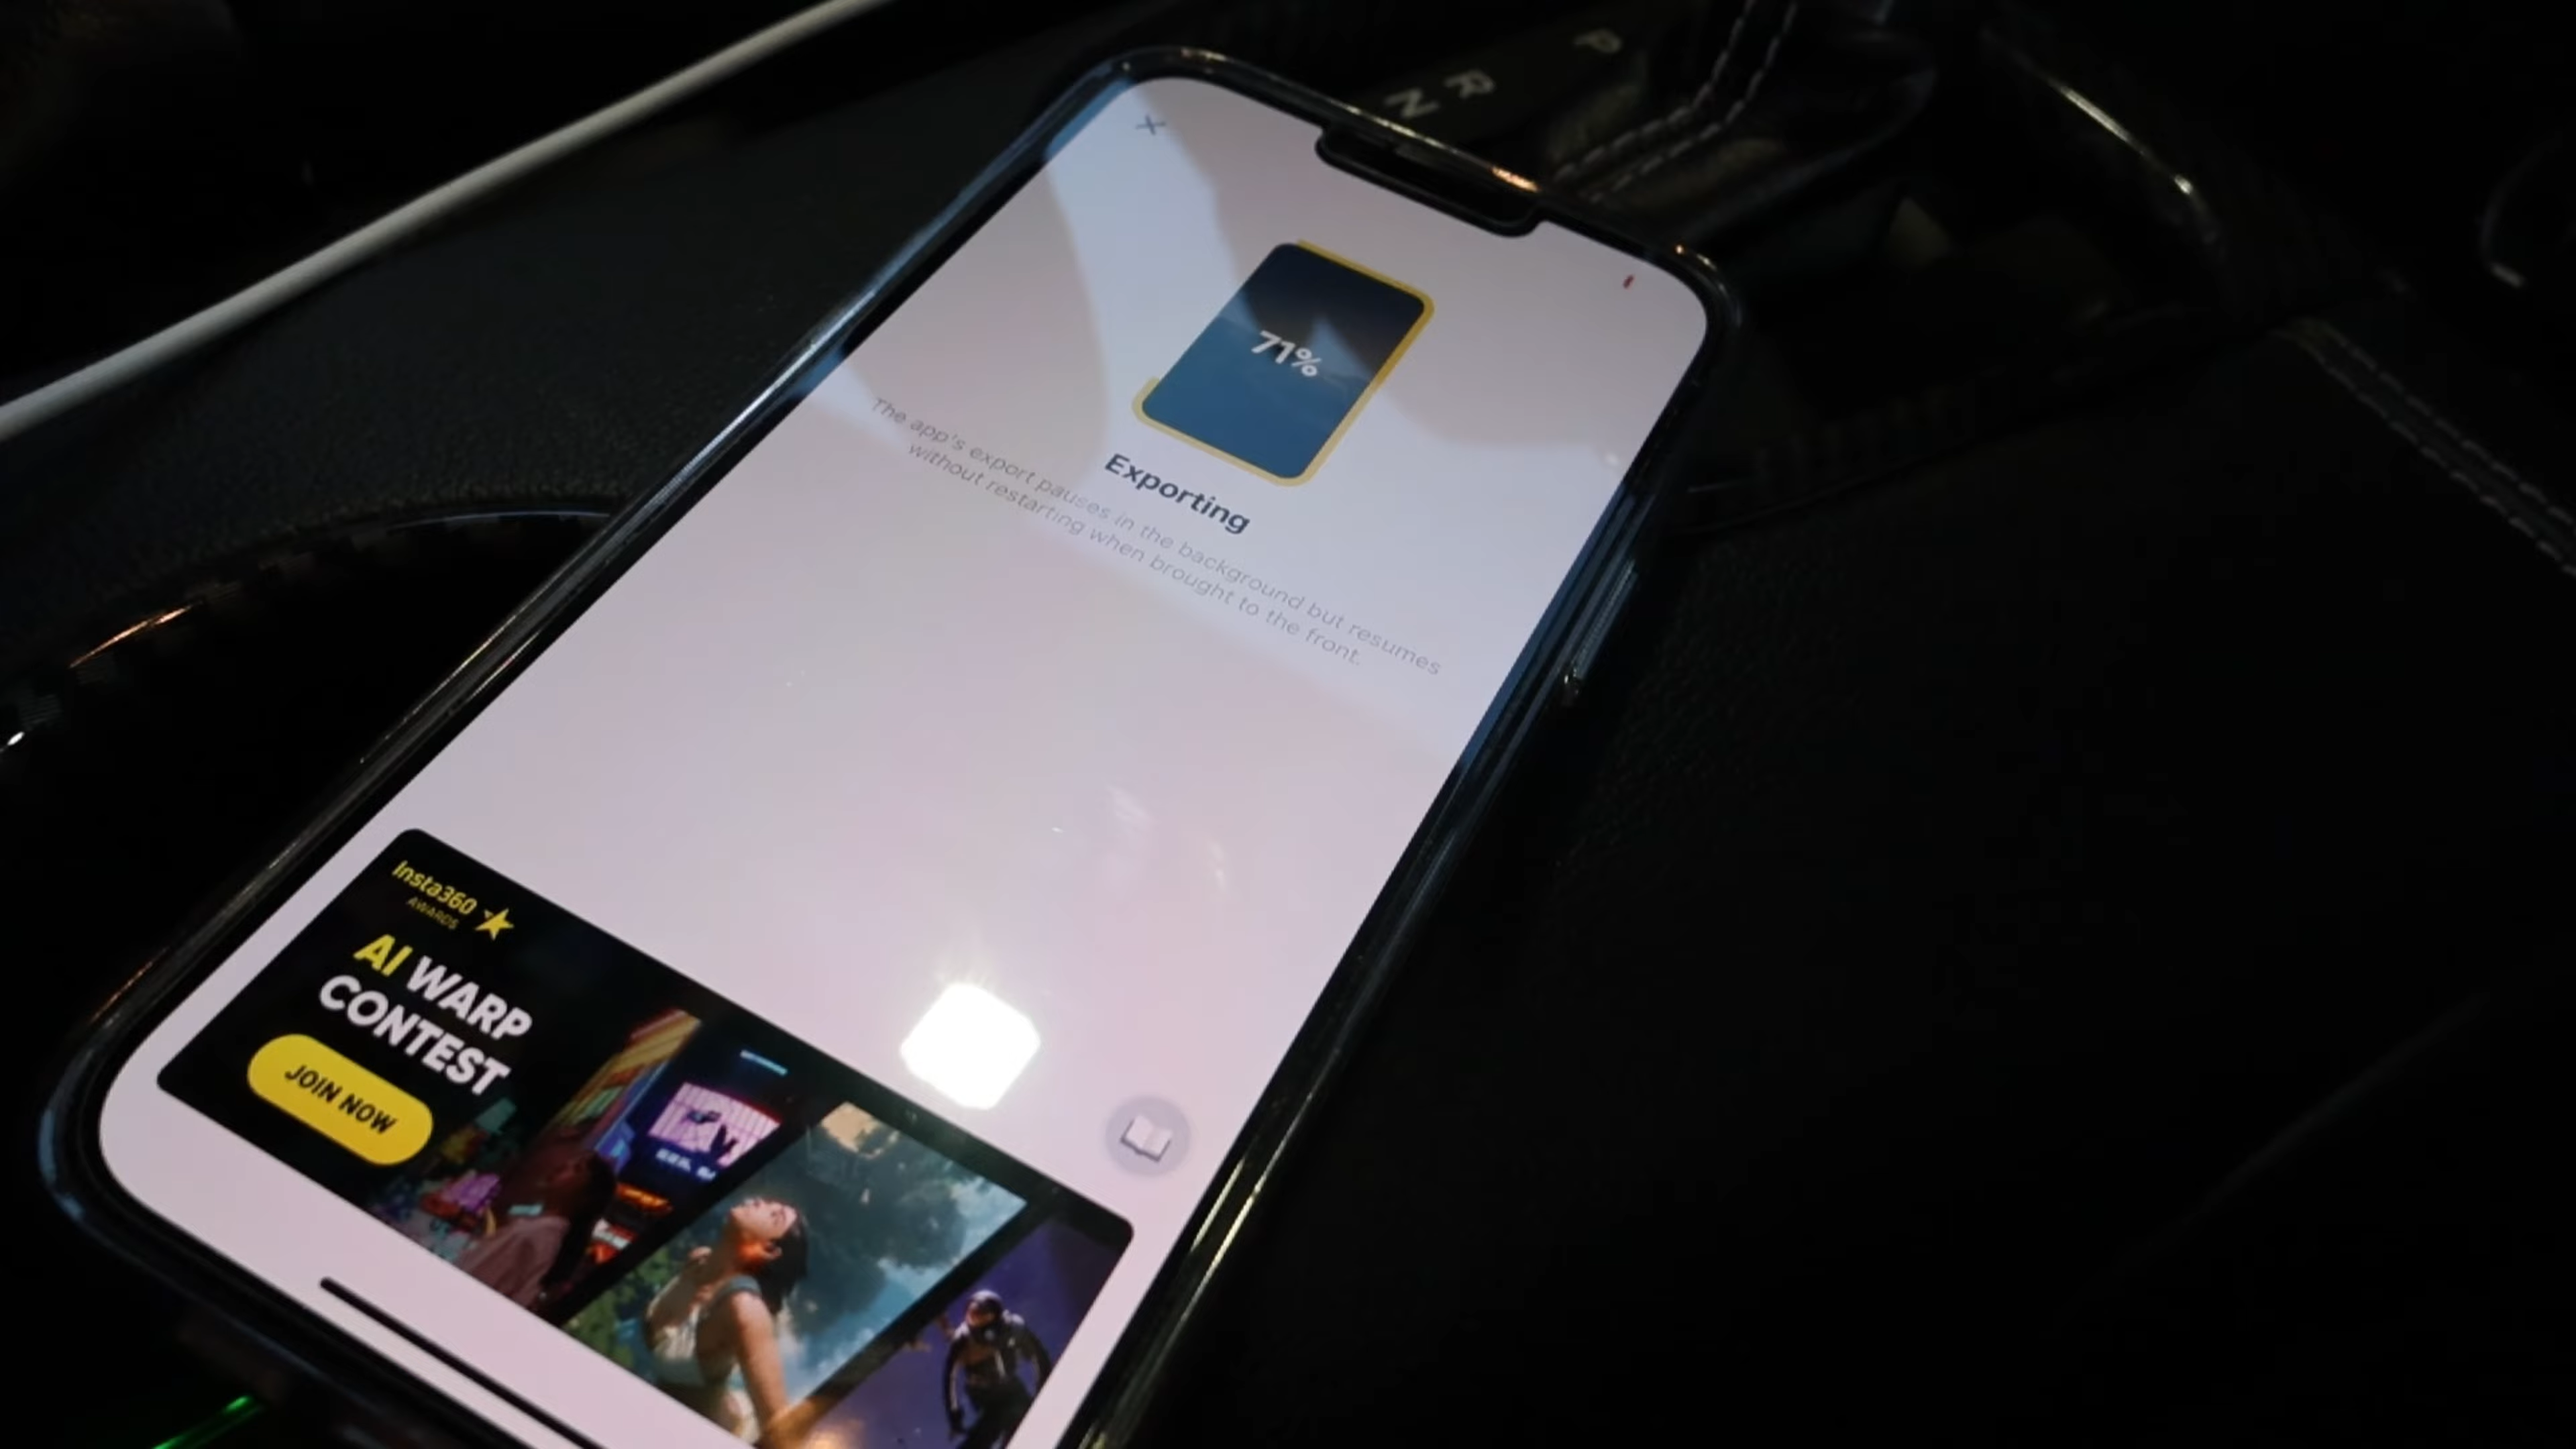 P
R
N
71%
Exporting
The app's export pauses in the background but resumes
without restarting when brought to the front.
Insta360
AWARDS
AI WARP
CONTEST
JOIN NOW